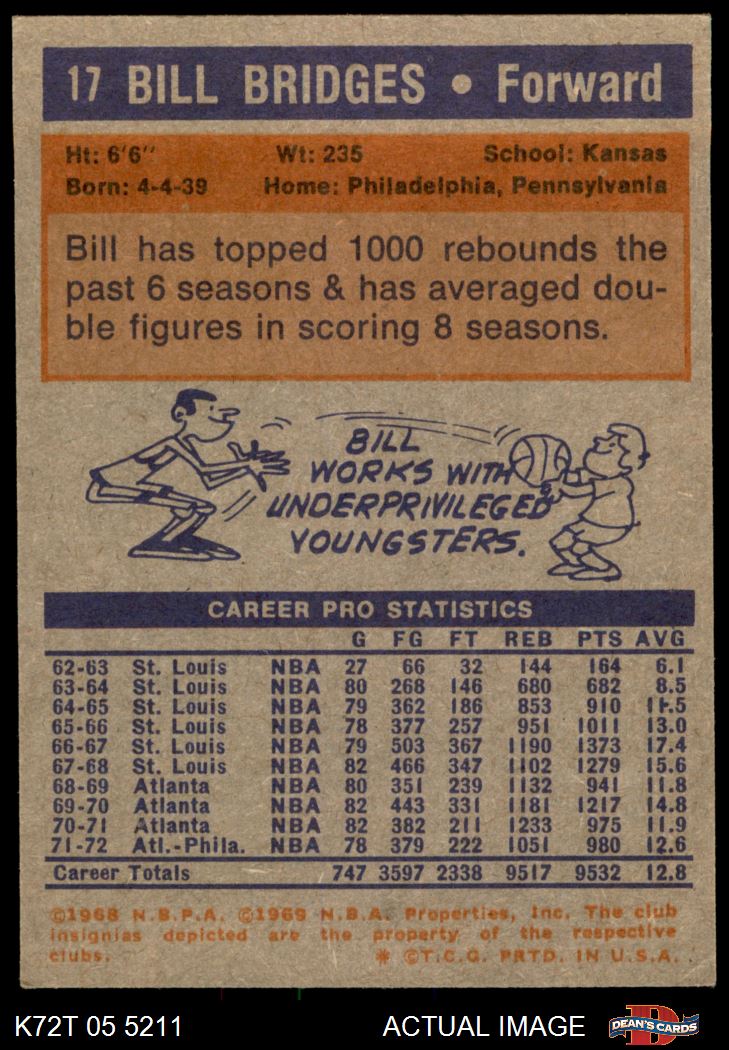 17 BILL BRIDGES • Forward
Ht: 6'6" Wt: 235 School: Kansas
Born: 4-4-39 Home: Philadelphia, Pennsylvania
Bill has topped 1000 rebounds the
past 6 seasons & has averaged dou-
ble figures in scoring 8 seasons.
BILL
WORKS WITH
UNDERPRIVILEGED
YOUNGSTERS.
CAREER PRO STATISTICS
G FG FT REB PTS AVG
62-63 St. Louis NBA 27 66 32 144 164 6.1
63-64 St. Louis NBA 80 268 146 680 682 8.5
64-65 St. Louis NBA 79 362 186 853 910 11.5
65-66 St. Louis NBA 78 377 257 951 1011 13.0
66-67 St. Louis NBA 79 503 367 1190 1373 17.4
67-68 St. Louis NBA 82 466 347 1102 1279 15.6
68-69 Atlanta NBA 80 351 239 1132 941 11.8
69-70 Atlanta NBA 82 443 331 1181 1217 14.8
70-71 Atlanta NBA 82 382 211 1233 975 11.9
71-72 Atl.-Phila. NBA 78 379 222 1051 980 12.6
Career Totals 747 3597 2338 9517 9532 12.8
©1968 N.B.P.A. ©1969 N.B.A. Properties, Inc. The club
insignias depicted are the property of the respective
clubs. * ©T.C.G. PRTD. IN U.S.A.
K72T 05 5211 ACTUAL IMAGE D DEAN'S CARDS